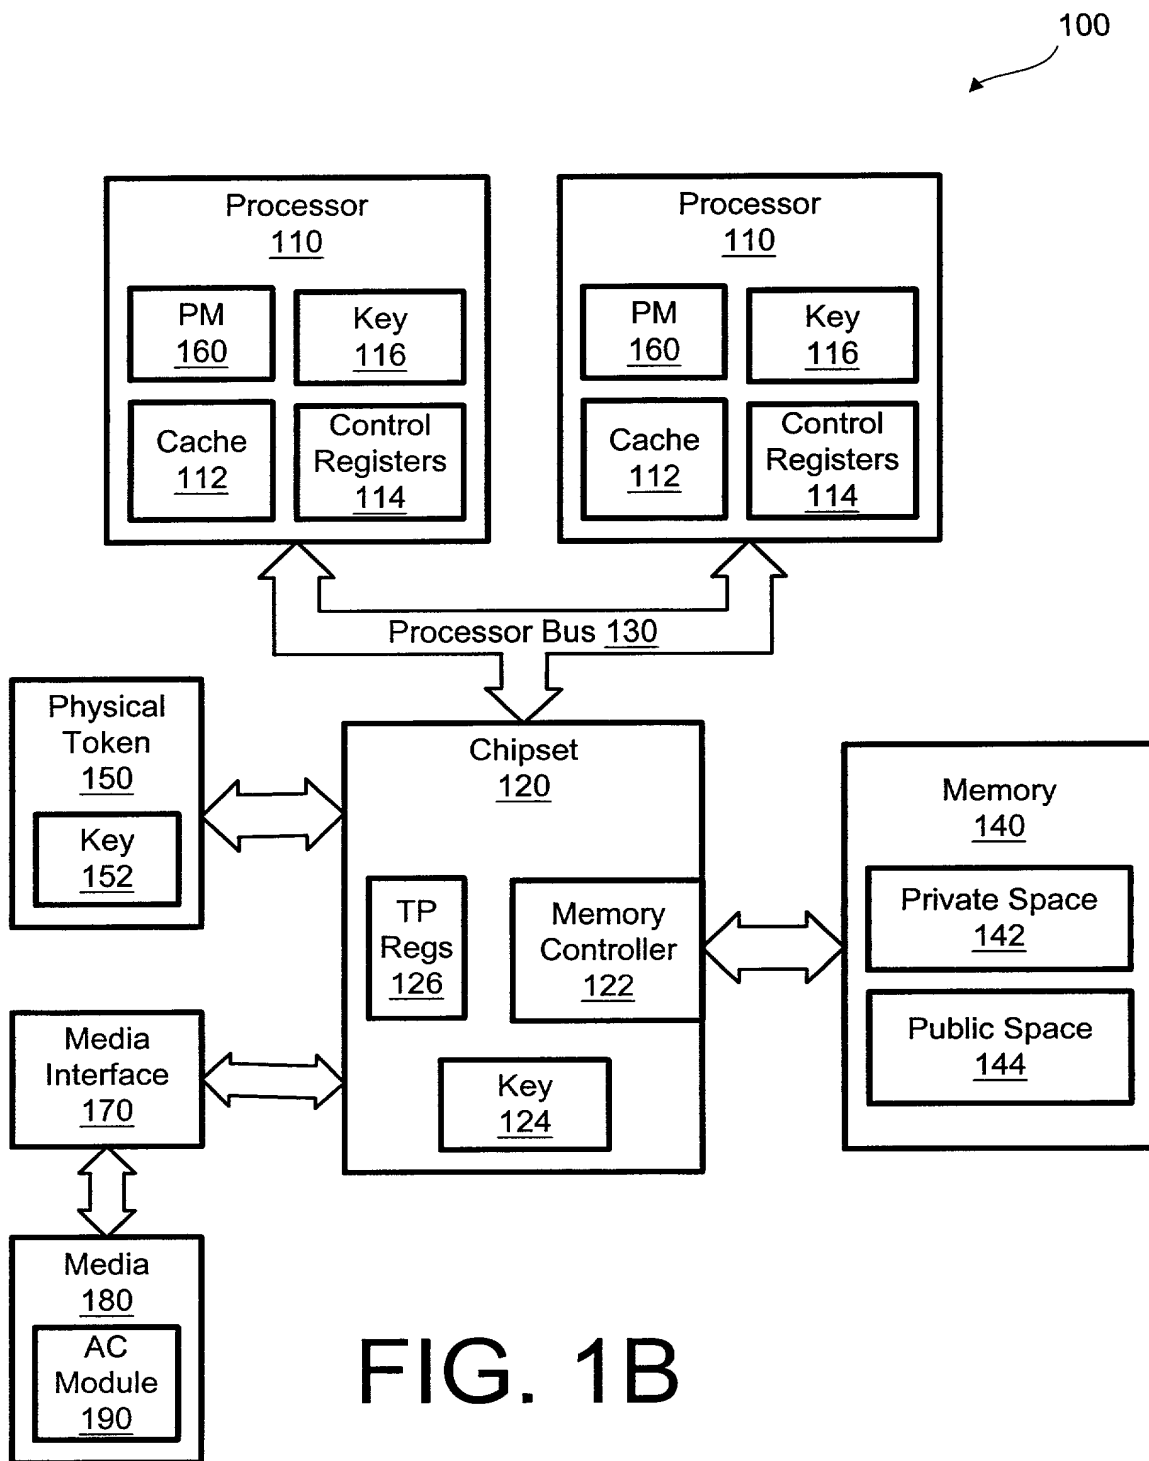 100
Processor
110
PM
160
Key
116
Cache
112
Control
Registers
114
Processor
110
PM
160
Key
116
Cache
112
Control
Registers
114
Processor Bus 130
Physical
Token
150
Key
152
Chipset
120
TP
Regs
126
Memory
Controller
122
Key
124
Memory
140
Private Space
142
Public Space
144
Media
Interface
170
Media
180
AC
Module
190
FIG. 1B